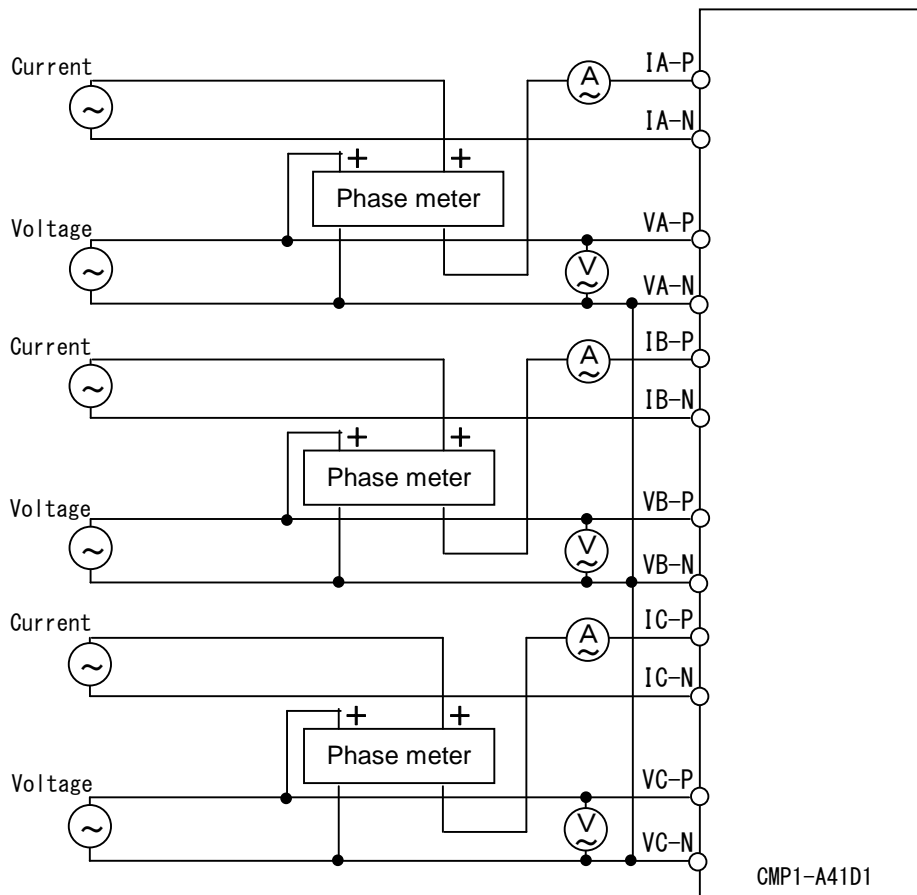 Current
IA-P
A
~
~
IA-N
+ +
Phase meter
Voltage
VA-P
~
V
~
VA-N
Current
IB-P
A
~
~
IB-N
+ +
Phase meter
Voltage
VB-P
~
V
~
VB-N
Current
IC-P
A
~
~
IC-N
+ +
Phase meter
Voltage
VC-P
~
V
~
VC-N
CMP1-A41D1